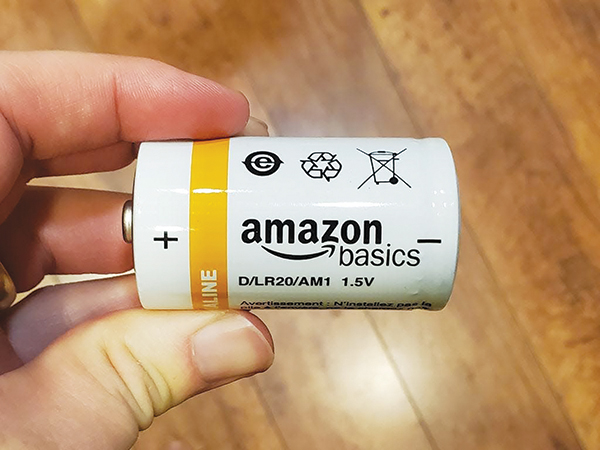 +
ALINE
amazon
basics
–
D/LR20/AM1 1.5V
Avertissement : N'installez pas la